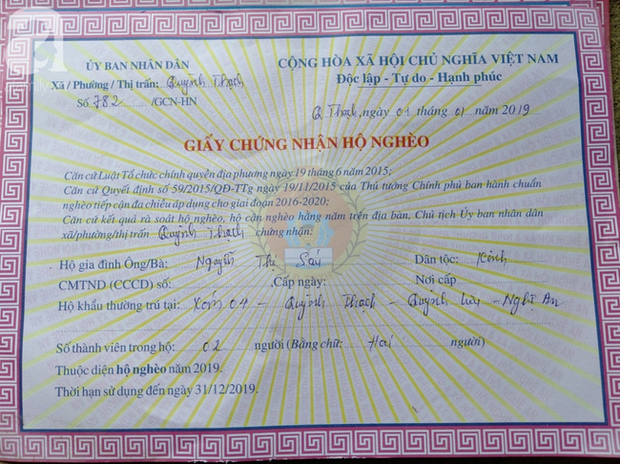 ỦY BAN NHÂN DÂN
Xã / Phường / Thị trấn: Quỳnh Thạch
Số 782 /GCN-HN
CỘNG HÒA XÃ HỘI CHỦ NGHĨA VIỆT NAM
Độc lập - Tự do - Hạnh phúc
Q Thạch, ngày 01 tháng 01 năm 2019
GIẤY CHỨNG NHẬN HỘ NGHÈO
Căn cứ Luật Tổ chức chính quyền địa phương ngày 19 tháng 6 năm 2015;
Căn cứ Quyết định số 59/2015/QĐ-TTg ngày 19/11/2015 của Thủ tướng Chính phủ ban hành chuẩn
nghèo tiếp cận đa chiều áp dụng cho giai đoạn 2016-2020;
Căn cứ kết quả rà soát hộ nghèo, hộ cận nghèo hằng năm trên địa bàn, Chủ tịch Ủy ban nhân dân
xã/phường/thị trấn Quỳnh Thạch chứng nhận:
Hộ gia đình Ông/Bà: Nguyễn Thị Sáu Dân tộc: Kinh
CMTND (CCCD) số: Cấp ngày: Nơi cấp
Hộ khẩu thường trú tại: Xóm 04 - Quỳnh Thạch - Quỳnh Lưu - Nghệ An
Số thành viên trong hộ: 02 người (Bằng chữ: Hai người)
Thuộc diện hộ nghèo năm 2019.
Thời hạn sử dụng đến ngày 31/12/2019.